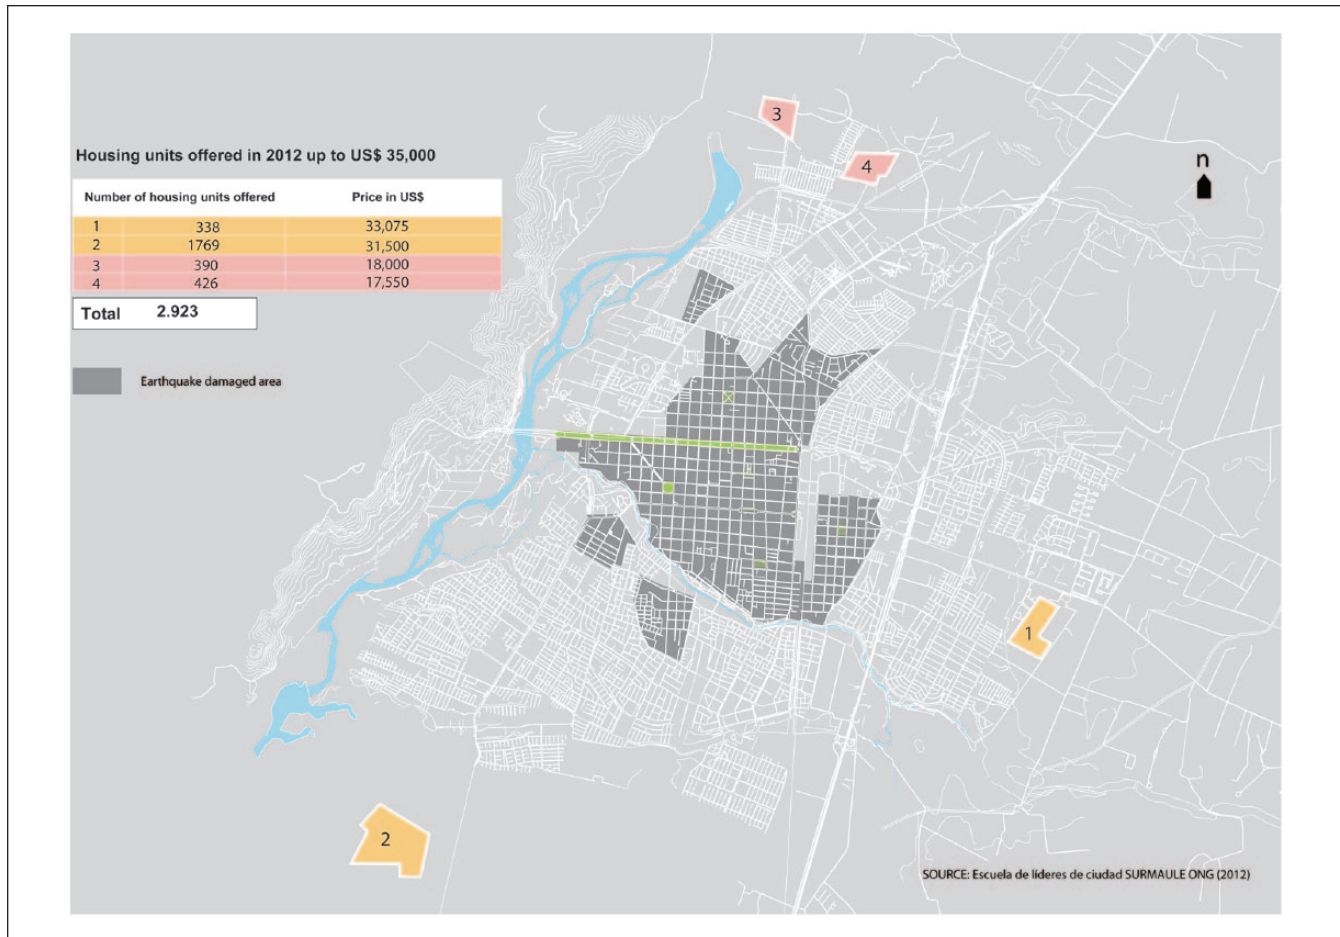 Housing units offered in 2012 up to US$ 35,000
Number of housing units offered Price in US$
1 338 33,075
2 1769 31,500
3 390 18,000
4 426 17,550
Total 2.923
Earthquake damaged area
3
4
n
1
2
SOURCE: Escuela de líderes de ciudad SURMAULE ONG (2012)